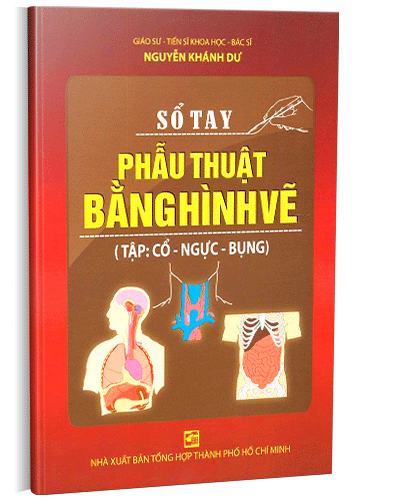 GIÁO SƯ - TIẾN SĨ KHOA HỌC - BÁC SĨ
NGUYỄN KHÁNH DƯ
SỔ TAY
PHẪU THUẬT
BẰNG HÌNH VẼ
(TẬP: CỔ - NGỰC - BỤNG)
NHÀ XUẤT BẢN TỔNG HỢP THÀNH PHỐ HỒ CHÍ MINH